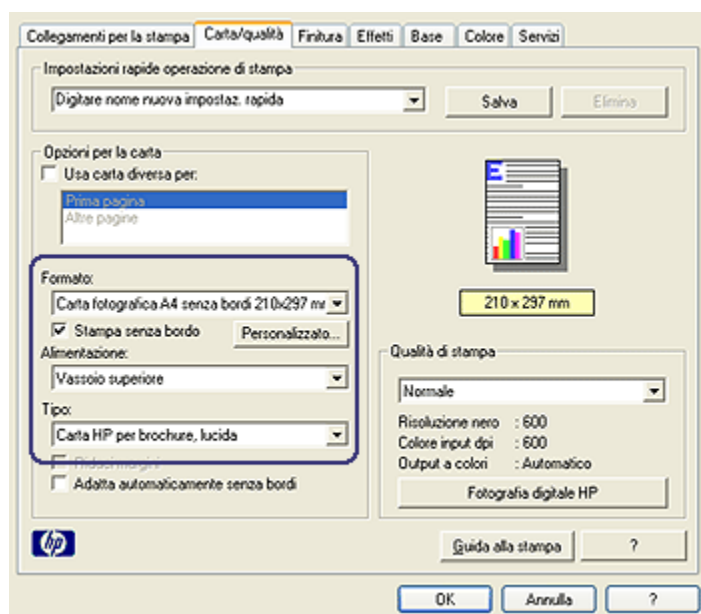 Collegamenti per la stampa Carta/qualità Finitura Effetti Base Colore Servizi
Impostazioni rapide operazione di stampa
Digitare nome nuova impostaz. rapida Salva Elimina
Opzioni per la carta
Usa carta diversa per:
Prima pagina
Altre pagine
Formato:
Carta fotografica A4 senza bordi 210x297 mr
Stampa senza bordo Personalizzato...
Alimentazione:
Vassoio superiore
Tipo:
Carta HP per brochure, lucida
Adatta automaticamente senza bordi
E
210 x 297 mm
Qualità di stampa
Normale
Risoluzione nero : 600
Colore input dpi : 600
Output a colori : Automatico
Fotografia digitale HP
hp
Guida alla stampa ?
OK Annulla ?